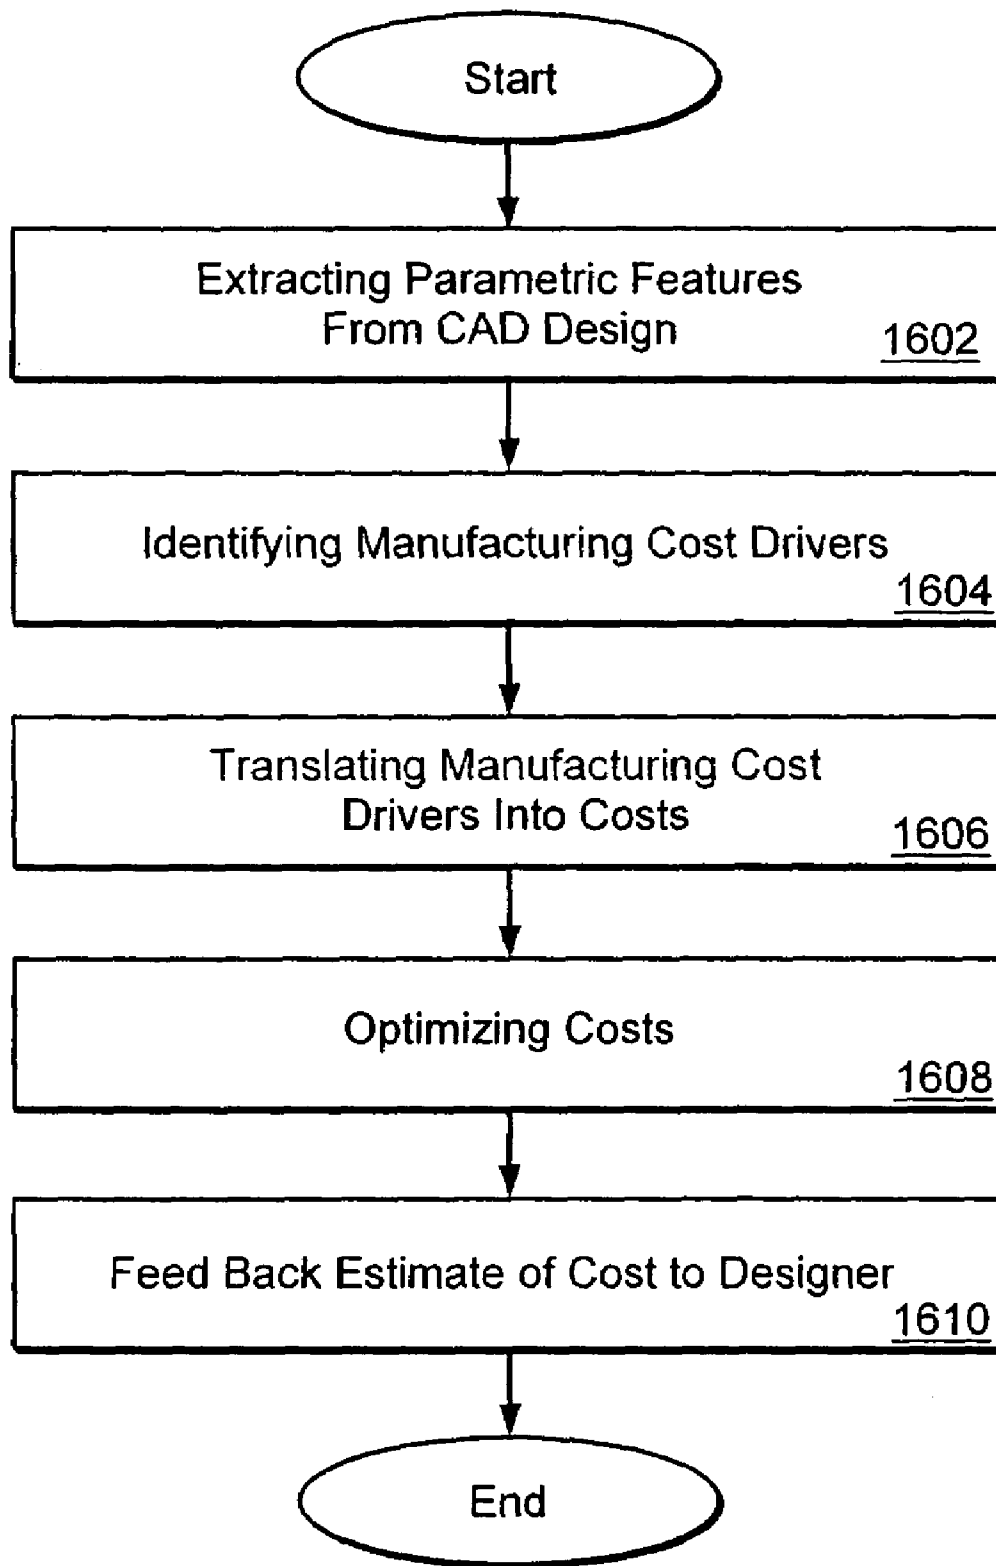 Start
Extracting Parametric Features
From CAD Design
1602
Identifying Manufacturing Cost Drivers
1604
Translating Manufacturing Cost
Drivers Into Costs
1606
Optimizing Costs
1608
Feed Back Estimate of Cost to Designer
1610
End